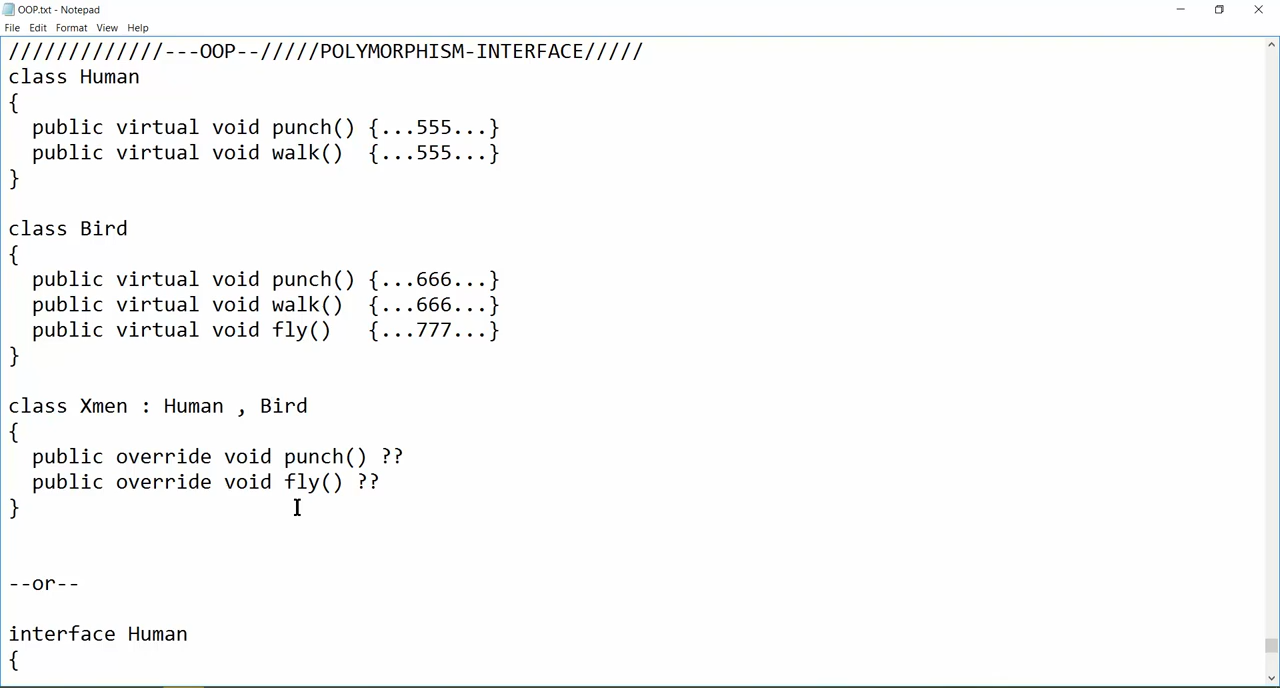 OOP.txt - Notepad
File Edit Format View Help
/////////////---OOP--/////POLYMORPHISM-INTERFACE/////
class Human
{
  public virtual void punch() {...555...}
  public virtual void walk()  {...555...}
}
class Bird
{
  public virtual void punch() {...666...}
  public virtual void walk()  {...666...}
  public virtual void fly()   {...777...}
}
class Xmen : Human , Bird
{
  public override void punch() ??
  public override void fly() ??
}
--or--
interface Human
{